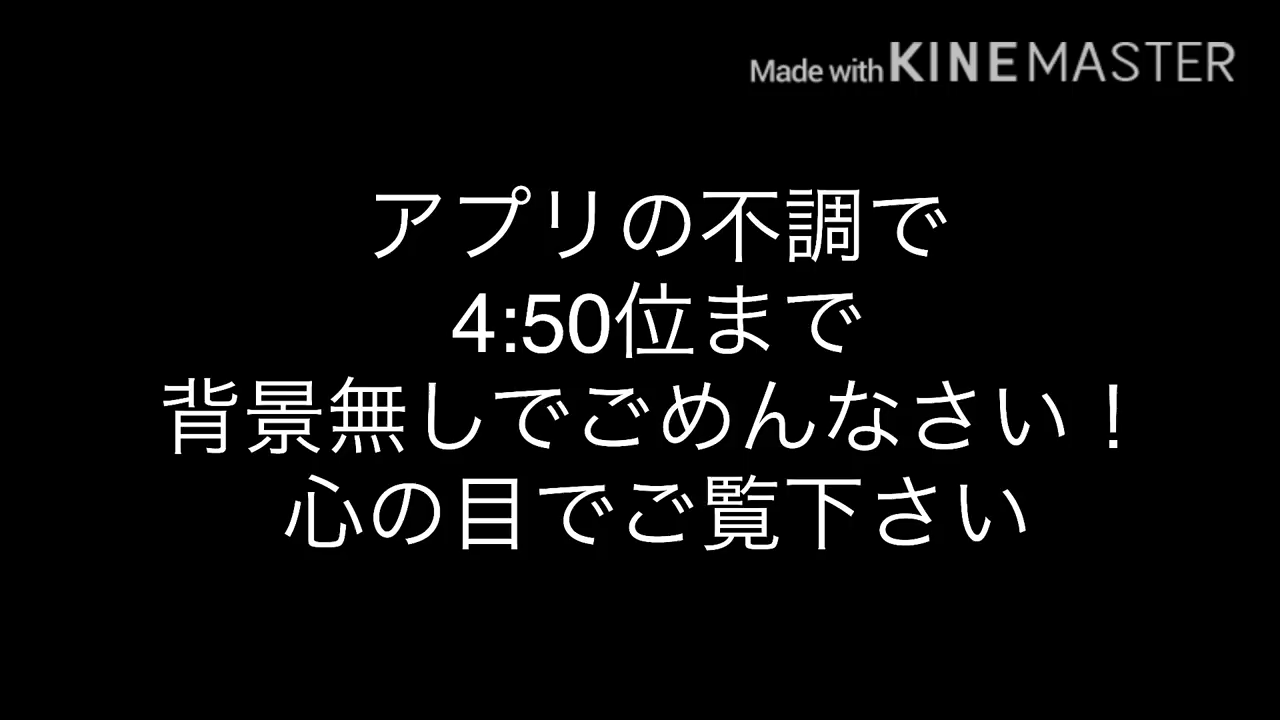 Made with KINEMASTER
アプリの不調で
4:50位まで
背景無しでごめんなさい！
心の目でご覧下さい